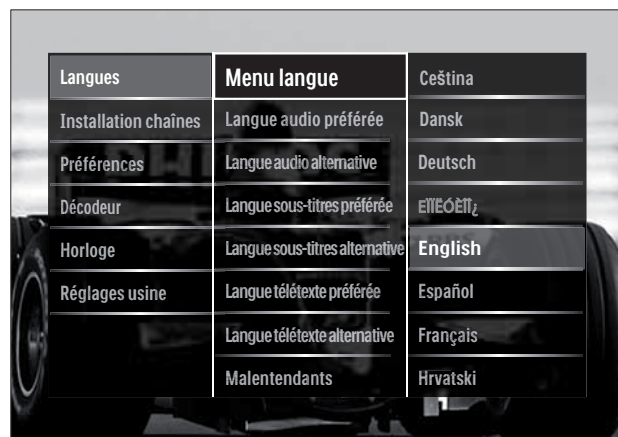 Langues
Installation chaînes
Préférences
Décodeur
Horloge
Réglages usine
Menu langue
Langue audio préférée
Langue audio alternative
Langue sous-titres préférée
Langue sous-titres alternative
Langue télétexte préférée
Langue télétexte alternative
Malentendants
Ceština
Dansk
Deutsch
English
Español
Français
Hrvatski